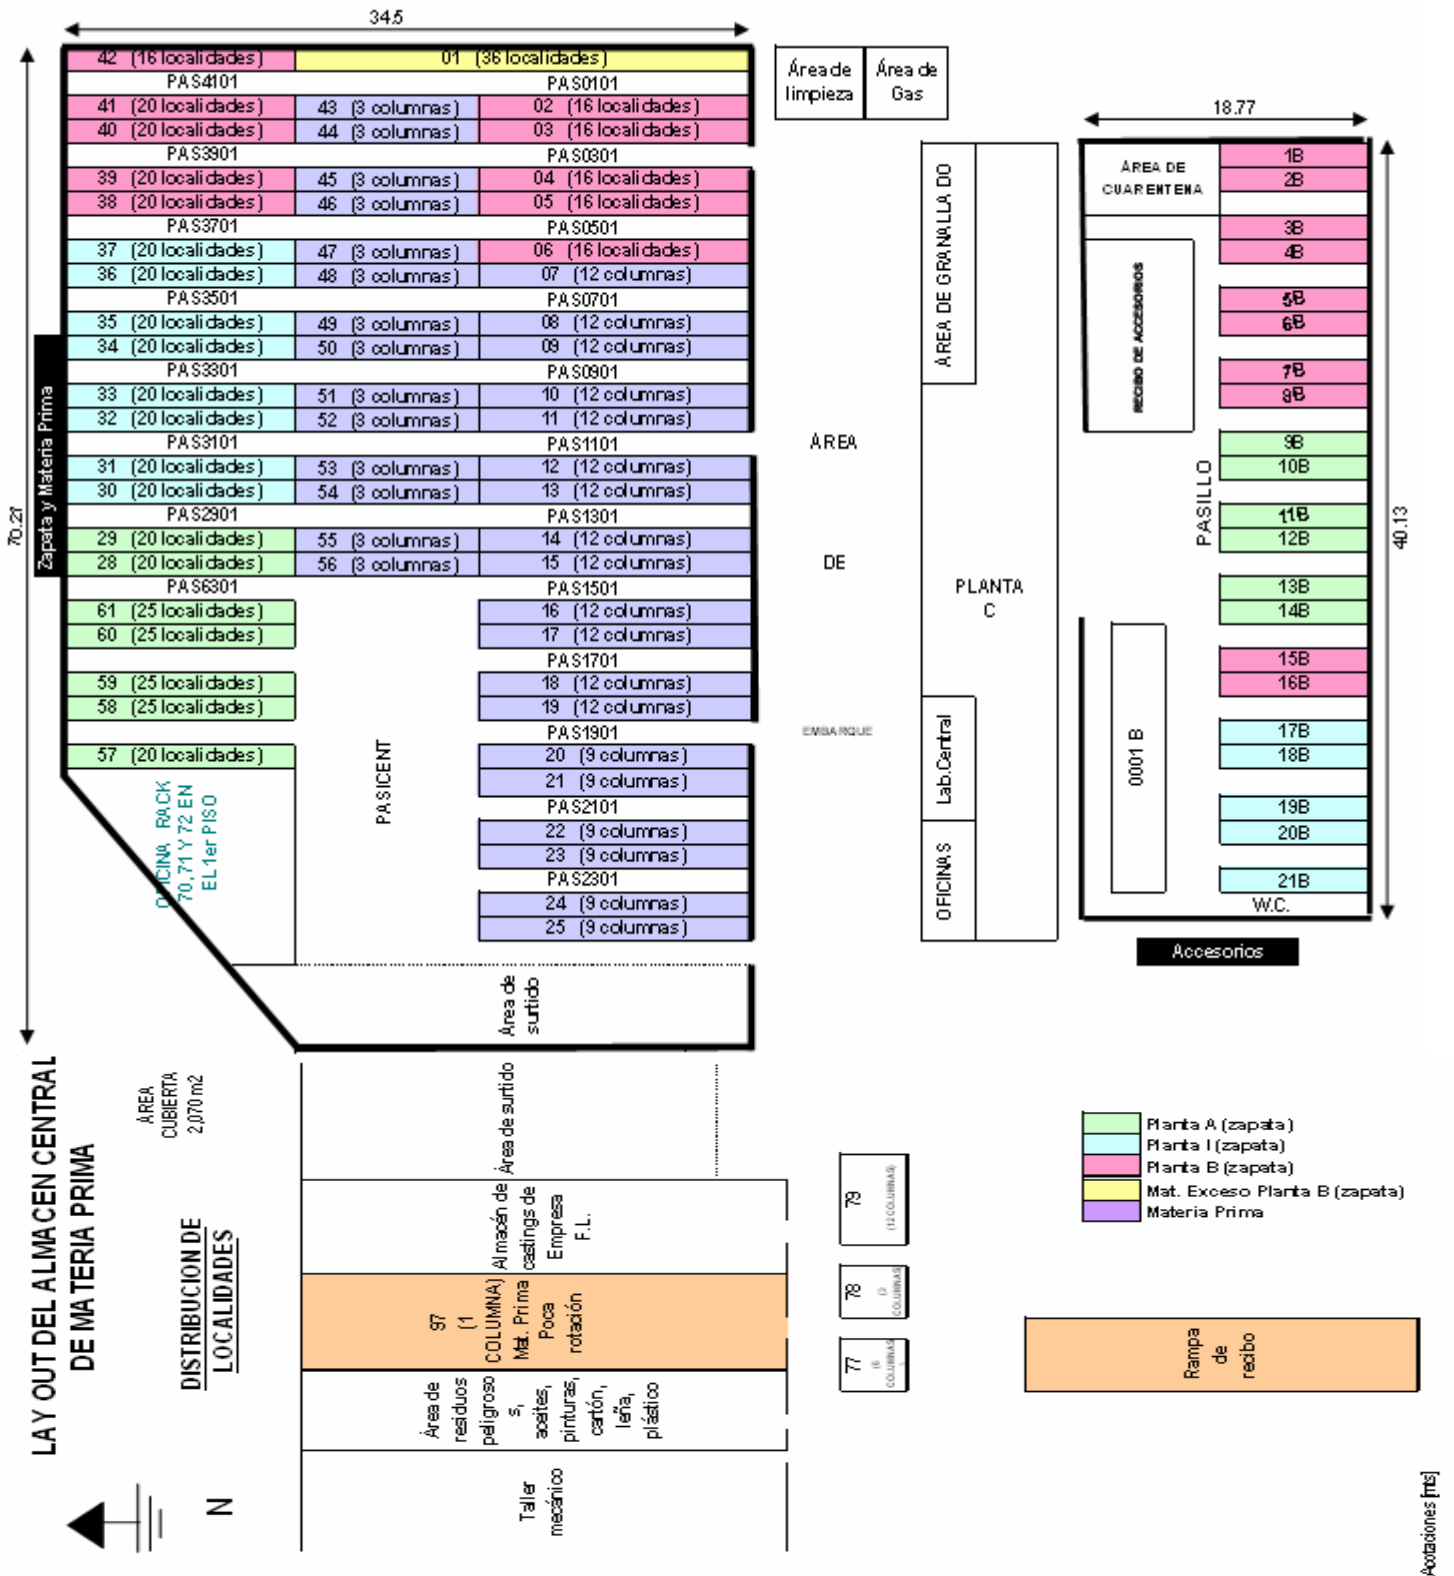 34.5
42 (16 localidades) 01 (36 localidades)
PAS4101 PAS0101
41 (20 localidades) 43 (3 columnas) 02 (16 localidades)
40 (20 localidades) 44 (3 columnas) 03 (16 localidades)
PAS3901 PAS0301
39 (20 localidades) 45 (3 columnas) 04 (16 localidades)
38 (20 localidades) 46 (3 columnas) 05 (16 localidades)
PAS3701 PAS0501
37 (20 localidades) 47 (3 columnas) 06 (16 localidades)
36 (20 localidades) 48 (3 columnas) 07 (12 columnas)
PAS3501 PAS0701
35 (20 localidades) 49 (3 columnas) 08 (12 columnas)
34 (20 localidades) 50 (3 columnas) 09 (12 columnas)
PAS3301 PAS0901
33 (20 localidades) 51 (3 columnas) 10 (12 columnas)
32 (20 localidades) 52 (3 columnas) 11 (12 columnas)
PAS3101 PAS1101
31 (20 localidades) 53 (3 columnas) 12 (12 columnas)
30 (20 localidades) 54 (3 columnas) 13 (12 columnas)
PAS2901 PAS1301
29 (20 localidades) 55 (3 columnas) 14 (12 columnas)
28 (20 localidades) 56 (3 columnas) 15 (12 columnas)
PAS6301 PAS1501
61 (25 localidades) 16 (12 columnas)
60 (25 localidades) 17 (12 columnas)
PAS1701
59 (25 localidades) 18 (12 columnas)
58 (25 localidades) 19 (12 columnas)
PAS1901
57 (20 localidades) 20 (9 columnas)
21 (9 columnas)
PAS2101
22 (9 columnas)
23 (9 columnas)
PAS2301
24 (9 columnas)
25 (9 columnas)
70.21
Zapata y Materia Prima
PASICENT
OFICINA RACK
70,71 Y 72 EN
EL 1er PISO
Área de
surtido
Área de
limpieza
Área de
Gas
ÁREA
DE
EMBARQUE
ÁREA DE GRANALLADO
PLANTA
C
Lab.Central
OFICINAS
18.77
40.13
ÁREA DE
CUARENTENA
RECIBO DE ACCESORIOS
PASILLO
0001 B
1B
2B
3B
4B
5B
6B
7B
8B
9B
10B
11B
12B
13B
14B
15B
16B
17B
18B
19B
20B
21B
W.C.
Accesorios
LAY OUT DEL ALMACEN CENTRAL
DE MATERIA PRIMA
ÁREA
CUBIERTA
2,070 m2
DISTRIBUCION DE
LOCALIDADES
N
Área de surtido
Almacén de
castings de
Empresa
F.L.
97
(1
COLUMNA)
Mat. Prima
Poca
rotación
Área de
residuos
peligroso
s,
aceites,
pinturas,
cartón,
leña,
plástico
Taller
mecánico
79
(12 COLUMNAS)
78
(3
COLUMNAS)
77
(6
COLUMNAS
Planta A (zapata)
Planta I (zapata)
Planta B (zapata)
Mat. Exceso Planta B (zapata)
Materia Prima
Rampa
de
recibo
Acotaciones [mts]